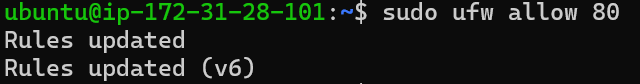 ubuntu@ip-172-31-28-101:~$ sudo ufw allow 80
Rules updated
Rules updated (v6)